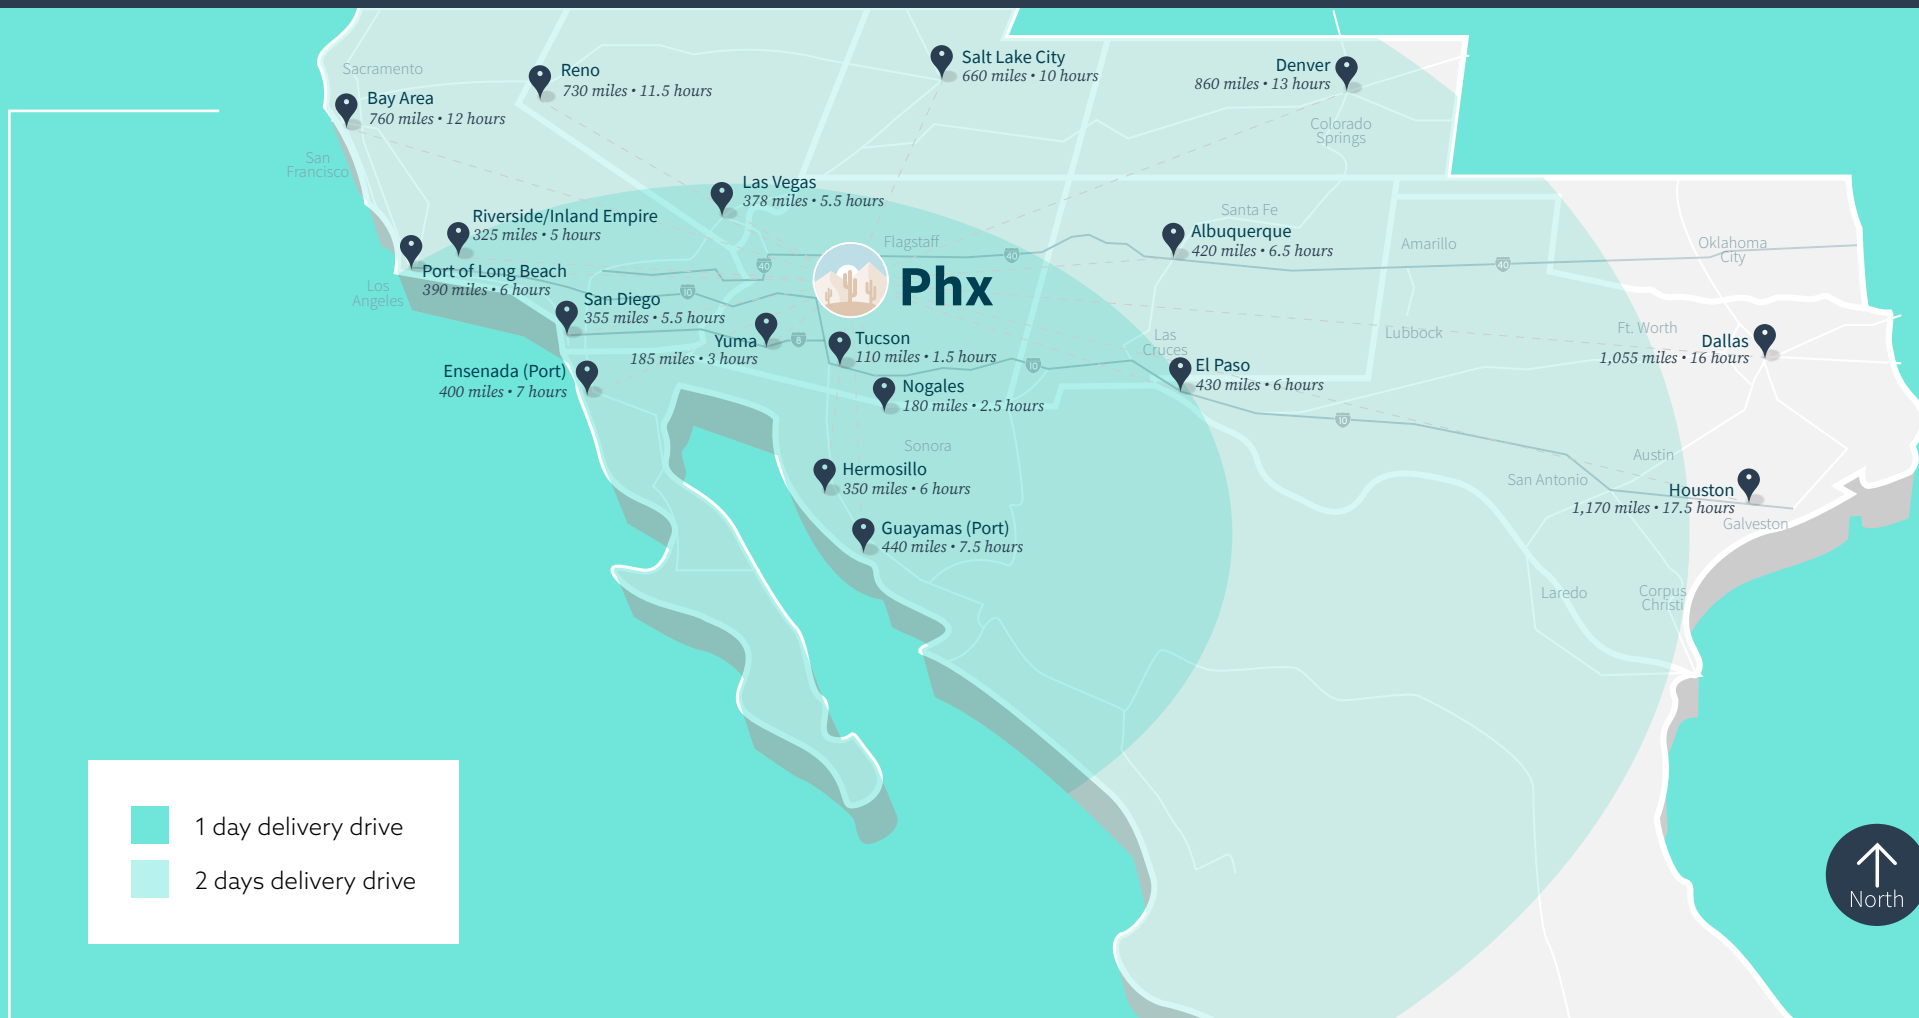 Sacramento
Reno
730 miles • 11.5 hours
Salt Lake City
660 miles • 10 hours
Denver
860 miles • 13 hours
Bay Area
760 miles • 12 hours
Colorado
Springs
San
Francisco
Las Vegas
378 miles • 5.5 hours
Riverside/Inland Empire
325 miles • 5 hours
Santa Fe
Flagstaff
Albuquerque
420 miles • 6.5 hours
Amarillo
Oklahoma
City
40
40
40
Port of Long Beach
390 miles • 6 hours
Los
Angeles
10
Phx
San Diego
355 miles • 5.5 hours
Yuma
185 miles • 3 hours
8
Tucson
110 miles • 1.5 hours
Las
Cruces
Lubbock
Ft. Worth
Dallas
1,055 miles • 16 hours
10
El Paso
430 miles • 6 hours
Ensenada (Port)
400 miles • 7 hours
Nogales
180 miles • 2.5 hours
10
Sonora
Austin
Hermosillo
350 miles • 6 hours
San Antonio
Houston
1,170 miles • 17.5 hours
Galveston
Guayamas (Port)
440 miles • 7.5 hours
Laredo
Corpus
Christi
1 day delivery drive
2 days delivery drive
North